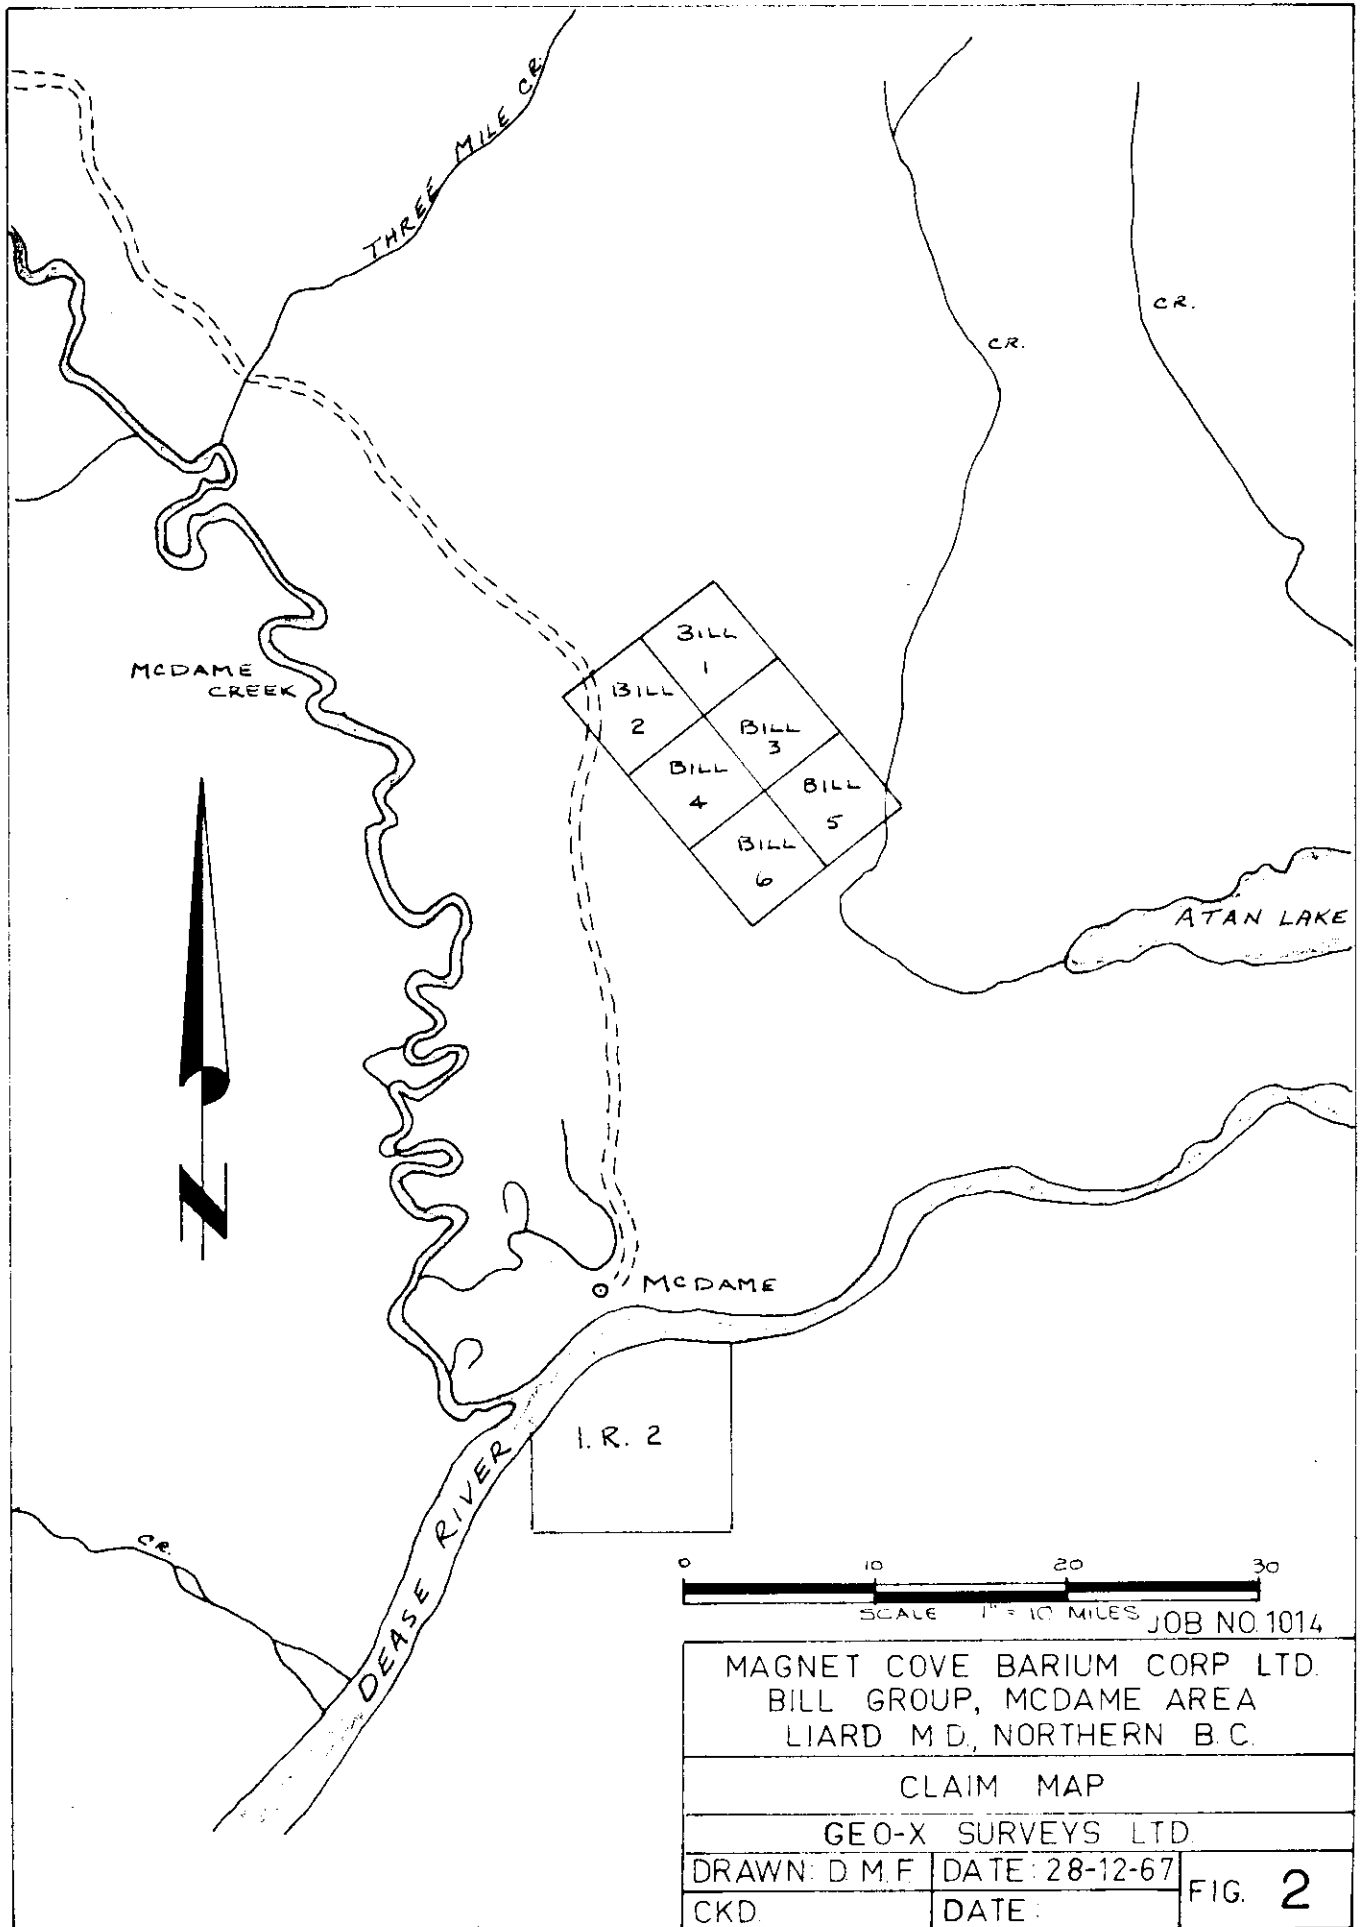 THREE MILE CR.
CR.
CR.
MCDAME
CREEK
BILL
1
BILL
2
BILL
3
BILL
4
BILL
5
BILL
6
ATAN LAKE
N
MCDAME
I. R. 2
DEASE RIVER
CR.
0 10 20 30
SCALE 1" = 10 MILES
JOB NO. 1014
MAGNET COVE BARIUM CORP LTD.
BILL GROUP, MCDAME AREA
LIARD M.D., NORTHERN B.C.
CLAIM MAP
GEO-X SURVEYS LTD.
DRAWN: D.M.F. DATE: 28-12-67
CKD. DATE:
FIG. 2